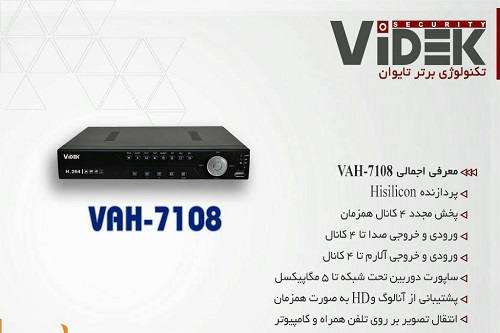 SECURITY
ViDEK
تکنولوژی برتر تایوان
ViDEK
H.264
VAH-7108
معرفی اجمالی VAH-7108
پردازنده Hisilicon
پخش مجدد ۴ کانال همزمان
ورودی و خروجی صدا تا ۴ کانال
ورودی و خروجی آلارم تا ۴ کانال
ساپورت دوربین تحت شبکه تا ۵ مگاپیکسل
پشتیبانی از آنالوگ و HD به صورت همزمان
انتقال تصویر بر روی تلفن همراه و کامپیوتر